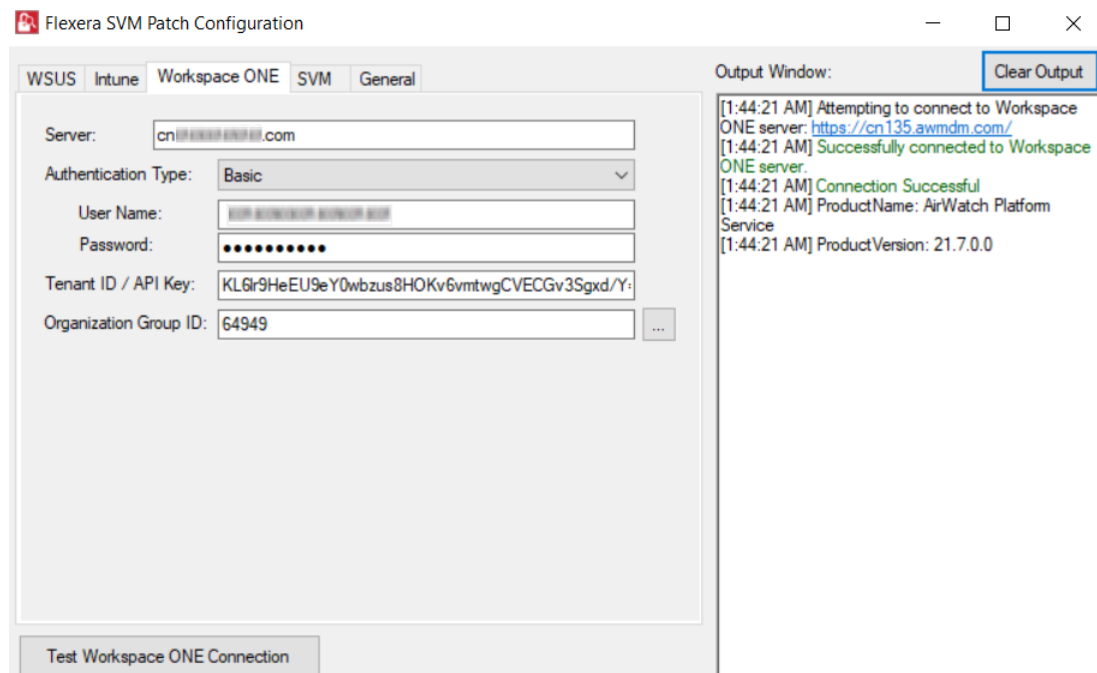 Flexera SVM Patch Configuration
WSUS Intune Workspace ONE SVM General
Server: cn .com
Authentication Type: Basic
User Name:
Password: ••••••••••
Tenant ID / API Key: KL6lr9HeEU9eY0wbzus8HOKv6vmtwgCVECGv3Sgxd/Y=
Organization Group ID: 64949 ...
Test Workspace ONE Connection
Output Window: Clear Output
[1:44:21 AM] Attempting to connect to Workspace
ONE server: https://cn135.awmdm.com/
[1:44:21 AM] Successfully connected to Workspace
ONE server.
[1:44:21 AM] Connection Successful
[1:44:21 AM] ProductName: AirWatch Platform
Service
[1:44:21 AM] ProductVersion: 21.7.0.0